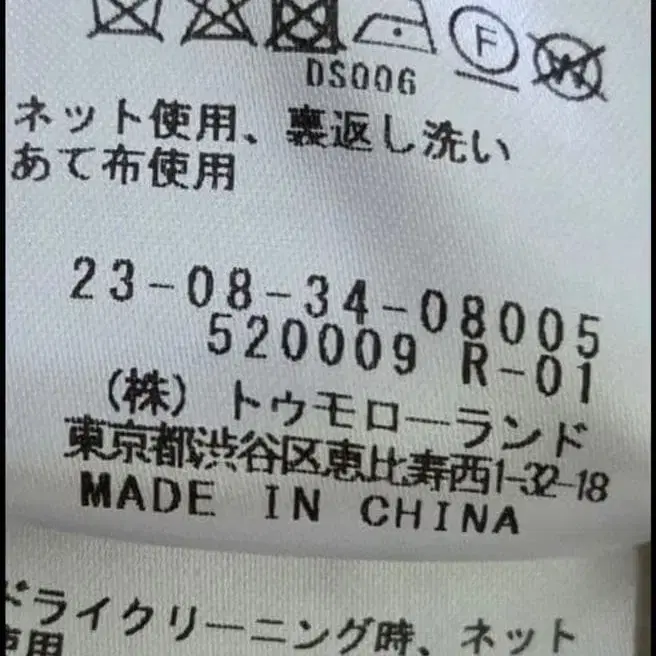 F W
DS006
ネット使用、裏返し洗い
あて布使用
23-08-34-08005
520009 R-01
(株) トゥモローランド
東京都渋谷区恵比寿西1-32-18
MADE IN CHINA
ドライクリーニング時、ネット
使用